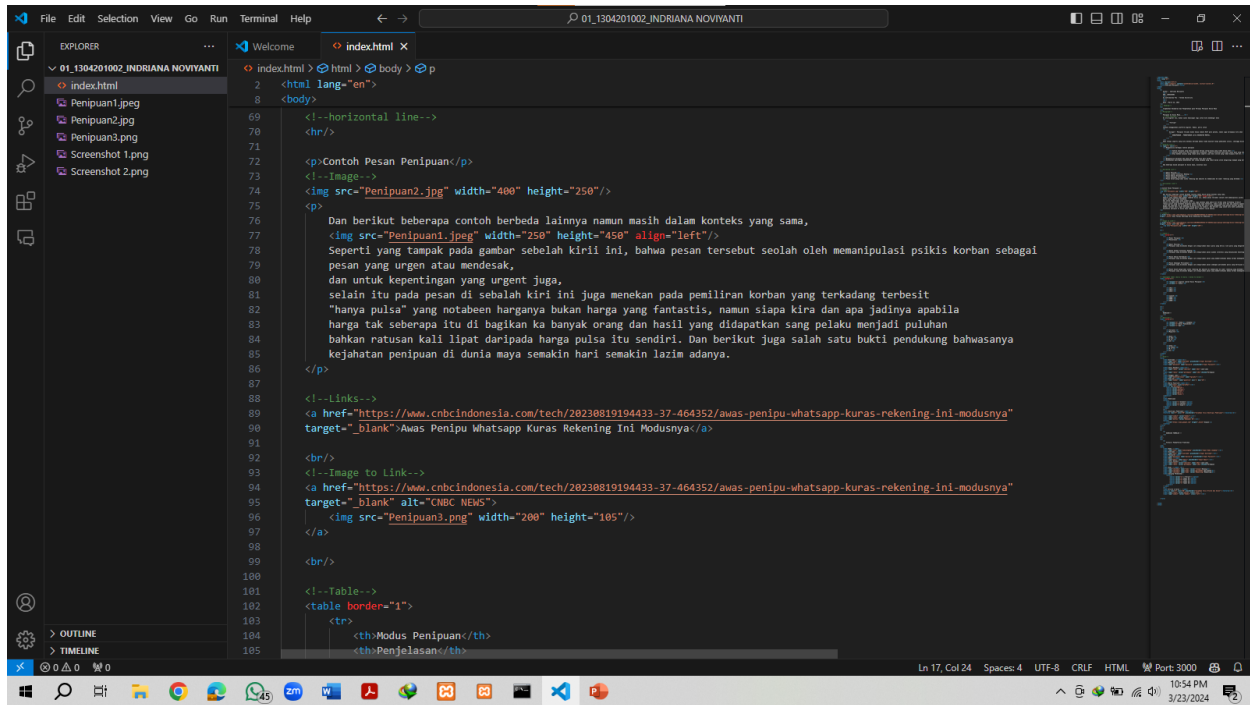 File Edit Selection View Go Run Terminal Help
01_1304201002_INDRIANA NOVIYANTI
EXPLORER
Welcome
index.html
01_1304201002_INDRIANA NOVIYANTI
index.html
Penipuan1.jpeg
Penipuan2.jpg
Penipuan3.png
Screenshot 1.png
Screenshot 2.png
OUTLINE
TIMELINE
index.html > html > body > p
2 <html lang="en">
8 <body>
69 <!--horizontal line-->
70 <hr/>
71
72 <p>Contoh Pesan Penipuan</p>
73 <!--Image-->
74 <img src="Penipuan2.jpg" width="400" height="250"/>
75 <p>
76 Dan berikut beberapa contoh berbeda lainnya namun masih dalam konteks yang sama,
77 <img src="Penipuan1.jpeg" width="250" height="450" align="left"/>
78 Seperti yang tampak pada gambar sebelah kirii ini, bahwa pesan tersebut seolah oleh memanipulasi psikis korban sebagai
79 pesan yang urgen atau mendesak,
80 dan untuk kepentingan yang urgent juga,
81 selain itu pada pesan di sebalah kiri ini juga menekan pada pemiliran korban yang terkadang terbesit
82 "hanya pulsa" yang notabeen harganya bukan harga yang fantastis, namun siapa kira dan apa jadinya apabila
83 harga tak seberapa itu di bagikan ka banyak orang dan hasil yang didapatkan sang pelaku menjadi puluhan
84 bahkan ratusan kali lipat daripada harga pulsa itu sendiri. Dan berikut juga salah satu bukti pendukung bahwasanya
85 kejahatan penipuan di dunia maya semakin hari semakin lazim adanya.
86 </p>
87
88 <!--Links-->
89 <a href="https://www.cnbcindonesia.com/tech/20230819194433-37-464352/awas-penipu-whatsapp-kuras-rekening-ini-modusnya"
90 target="_blank">Awas Penipu Whatsapp Kuras Rekening Ini Modusnya</a>
91
92 <br/>
93 <!--Image to Link-->
94 <a href="https://www.cnbcindonesia.com/tech/20230819194433-37-464352/awas-penipu-whatsapp-kuras-rekening-ini-modusnya"
95 target="_blank" alt="CNBC NEWS">
96 <img src="Penipuan3.png" width="200" height="105"/>
97 </a>
98
99 <br/>
100
101 <!--Table-->
102 <table border="1">
103 <tr>
104 <th>Modus Penipuan</th>
105 <th>Penjelasan</th>
0 0 0
Ln 17, Col 24 Spaces: 4 UTF-8 CRLF HTML Port: 3000
45
zm
10:54 PM
3/23/2024
2